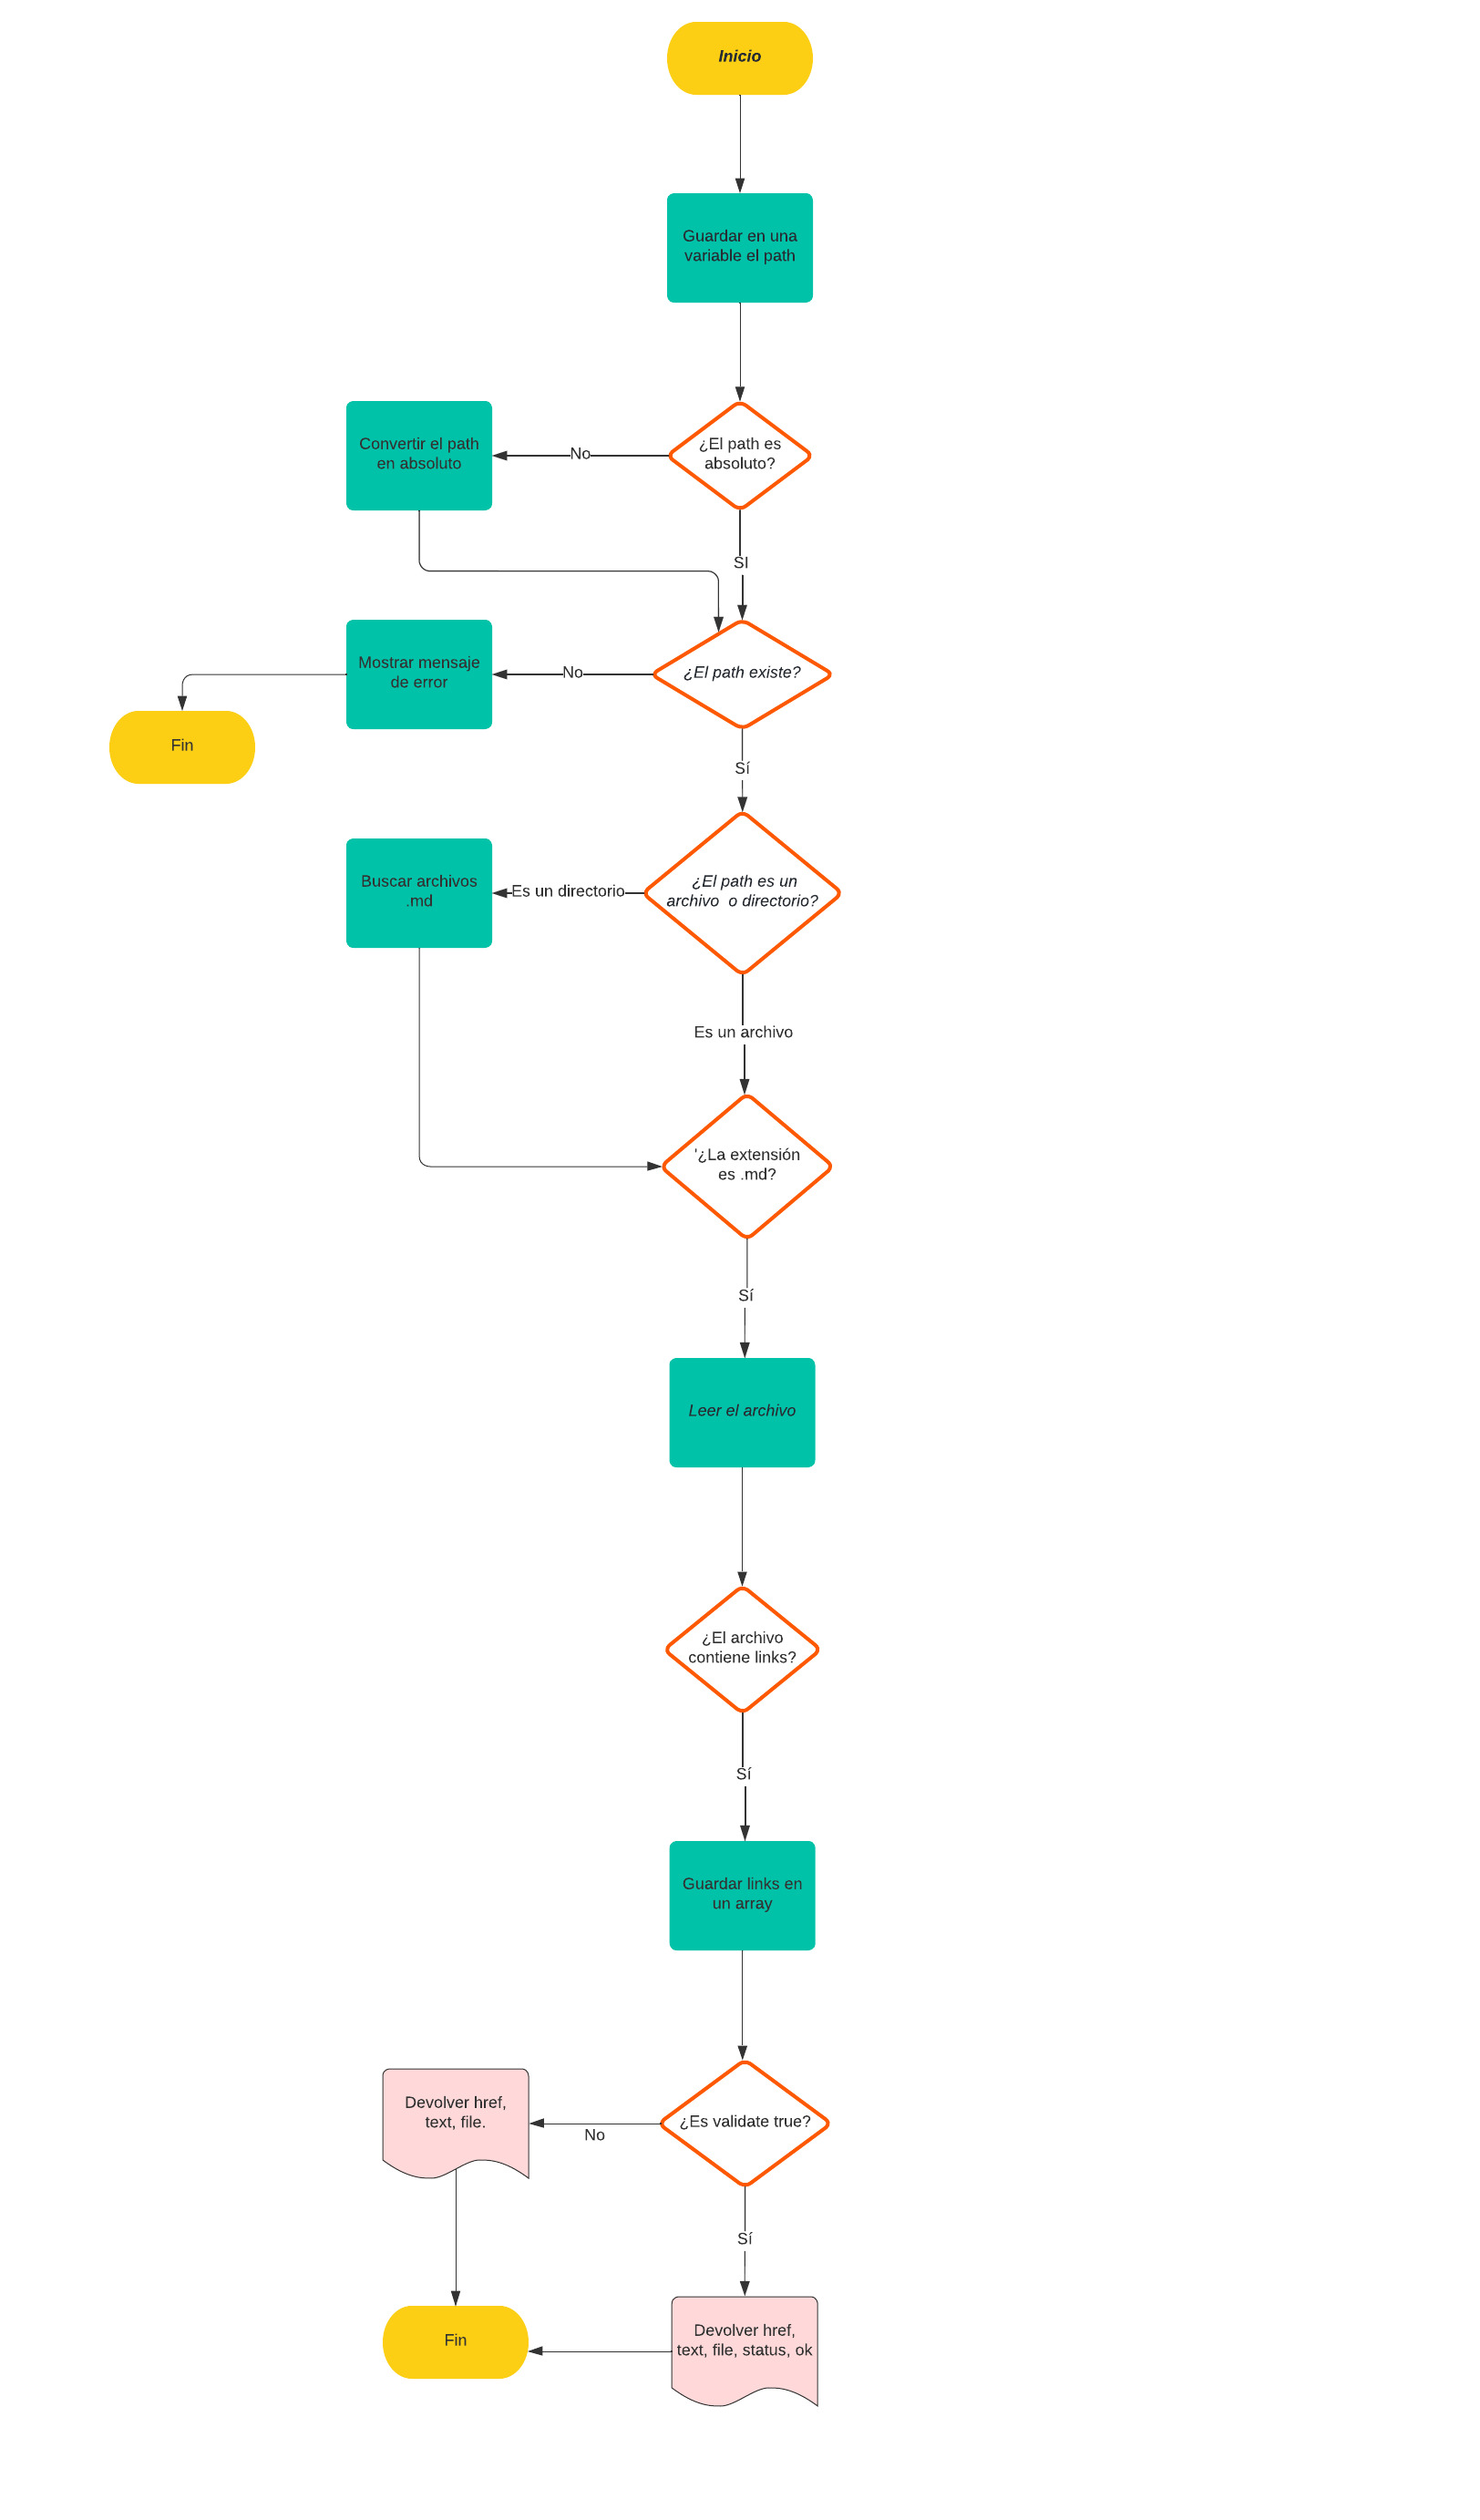 Inicio
Guardar en una
variable el path
¿El path es
absoluto?
No
Convertir el path
en absoluto
SI
¿El path existe?
No
Mostrar mensaje
de error
Fin
Sí
¿El path es un
archivo  o directorio?
Es un directorio
Buscar archivos
.md
Es un archivo
'¿La extensión
es .md?
Sí
Leer el archivo
¿El archivo
contiene links?
Sí
Guardar links en
un array
¿Es validate true?
No
Devolver href,
text, file.
Sí
Devolver href,
text, file, status, ok
Fin